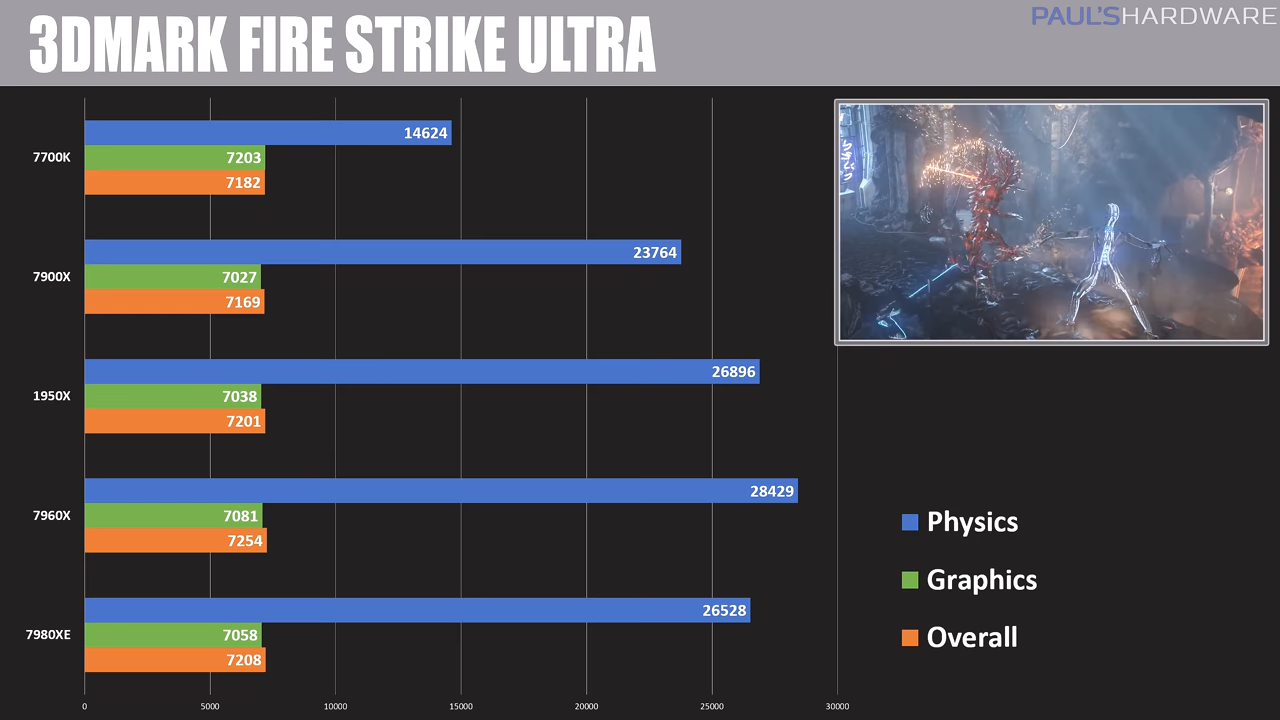 3DMARK FIRE STRIKE ULTRA
PAUL'SHARDWARE
7700K
14624
7203
7182
7900X
23764
7027
7169
1950X
26896
7038
7201
7960X
28429
7081
7254
7980XE
26528
7058
7208
Physics
Graphics
Overall
0 5000 10000 15000 20000 25000 30000